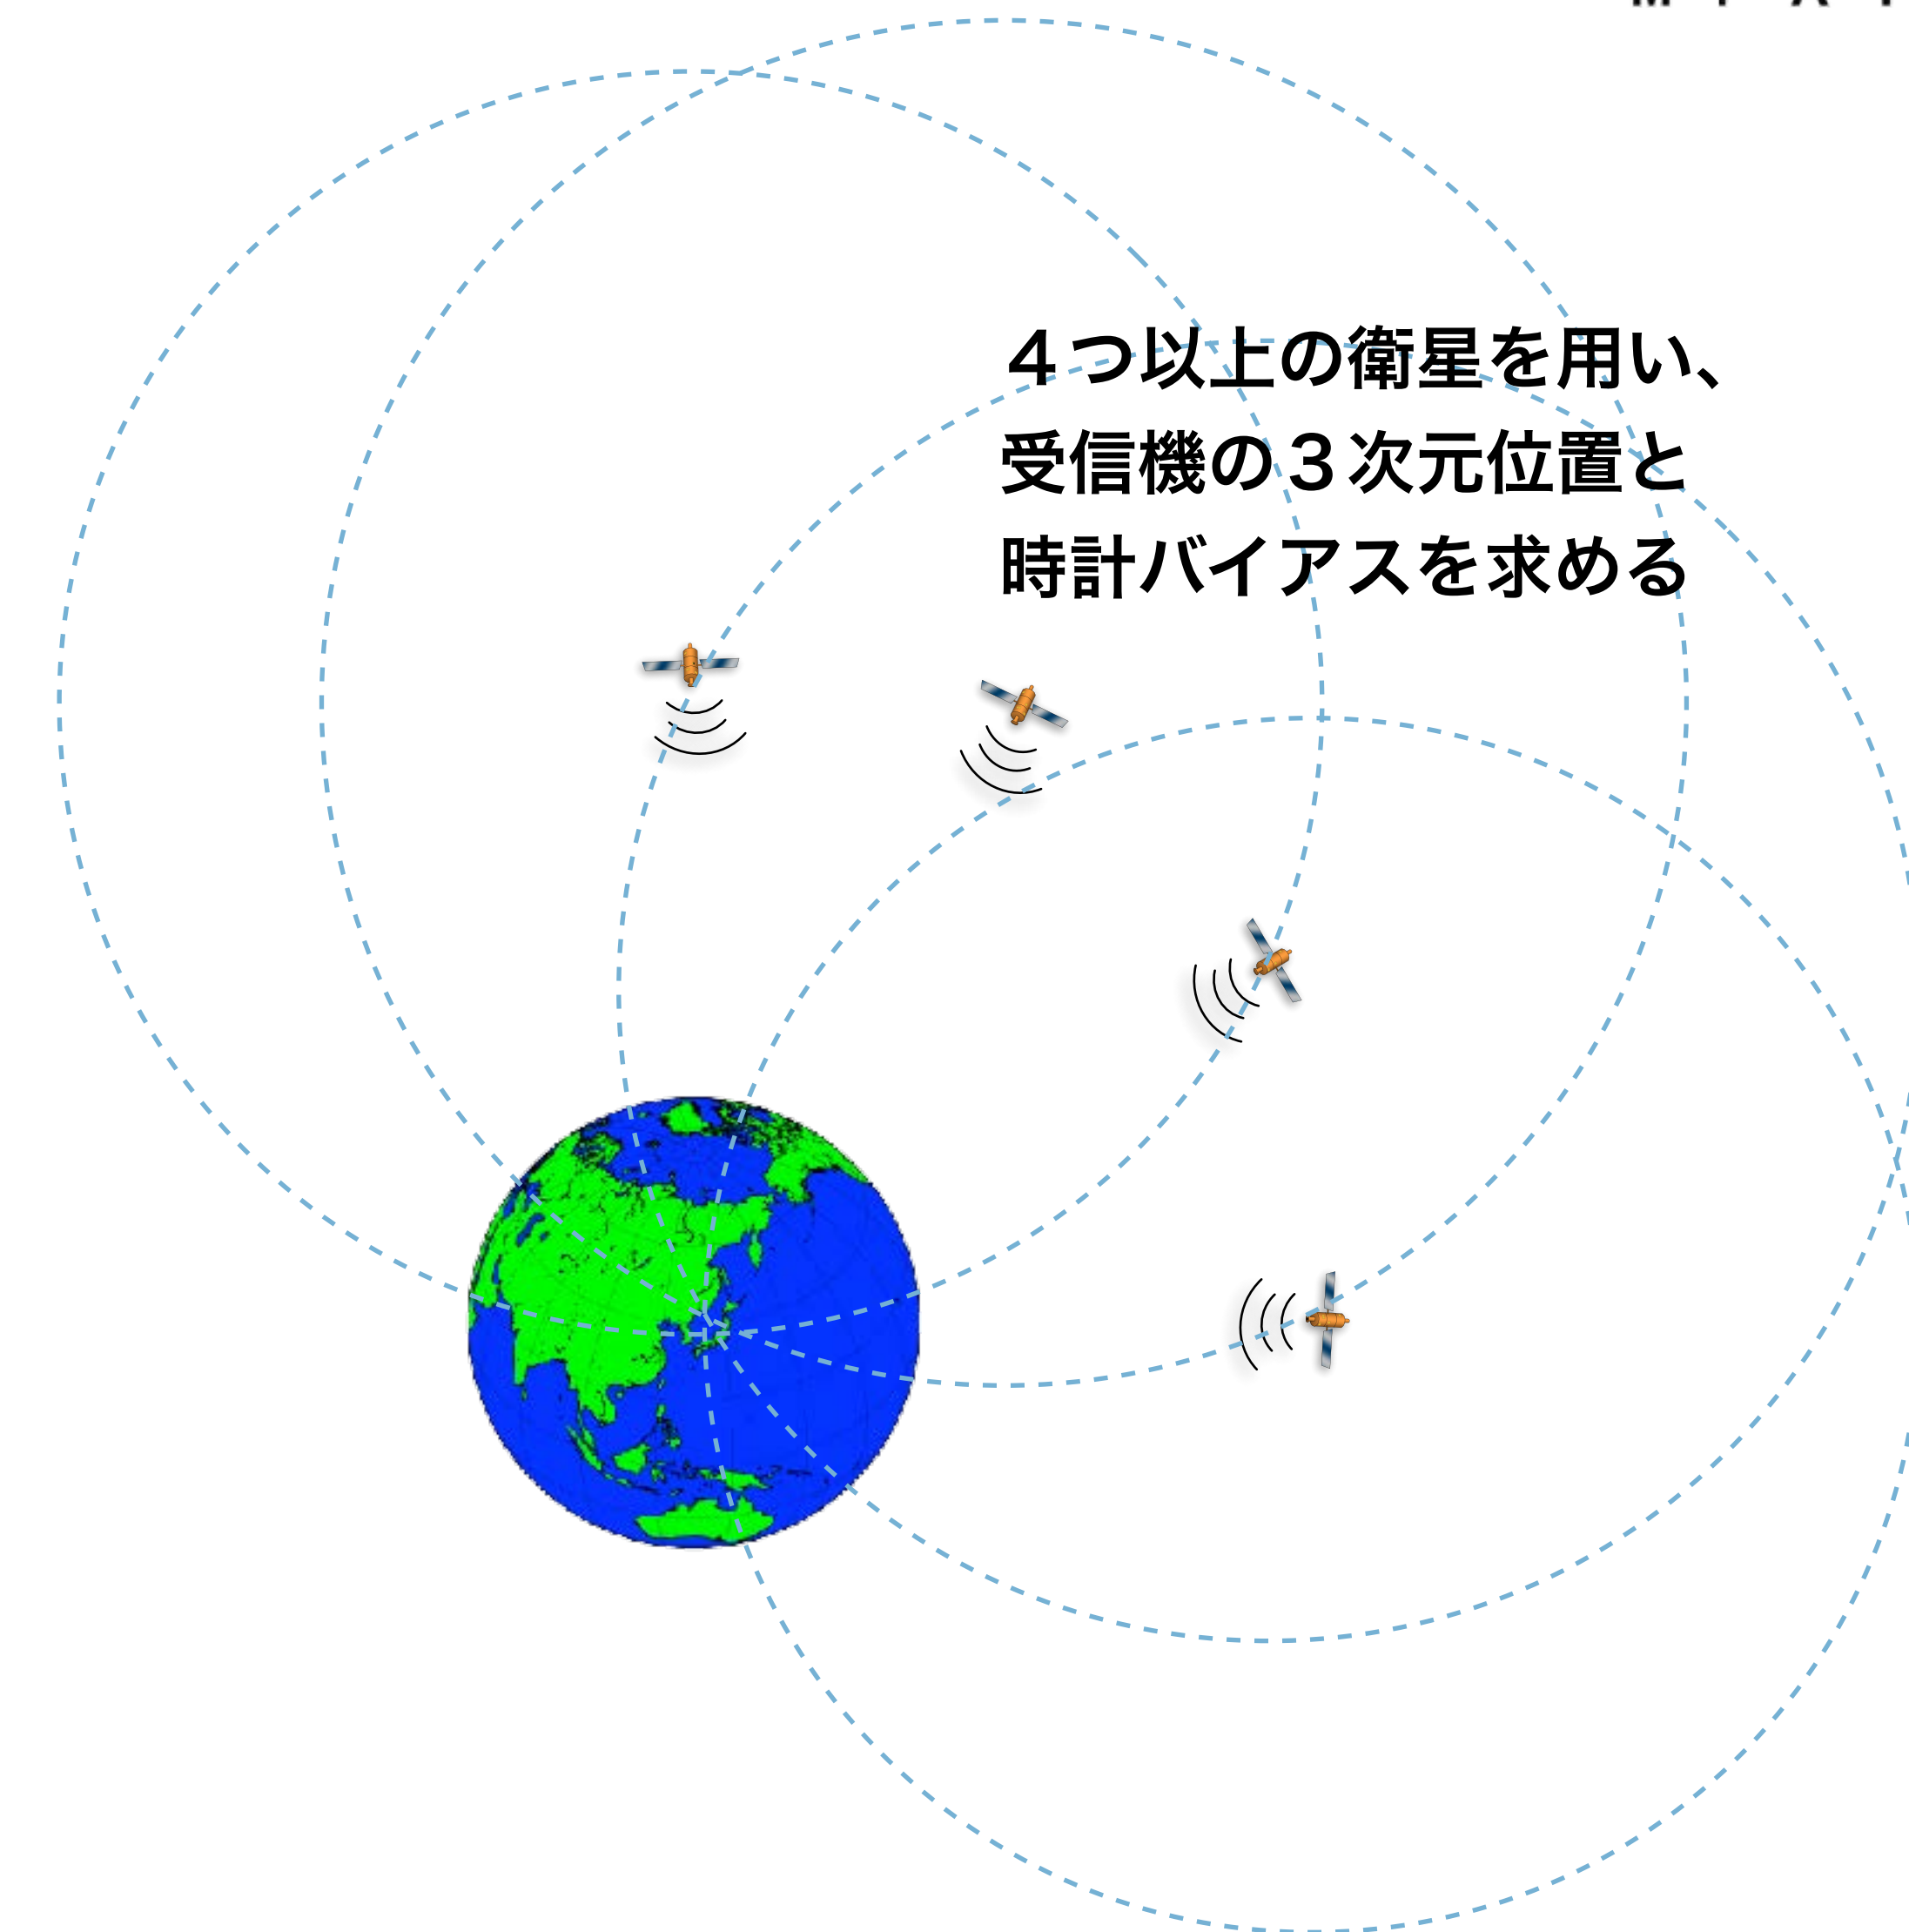 ４つ以上の衛星を用い、
受信機の３次元位置と
時計バイアスを求める